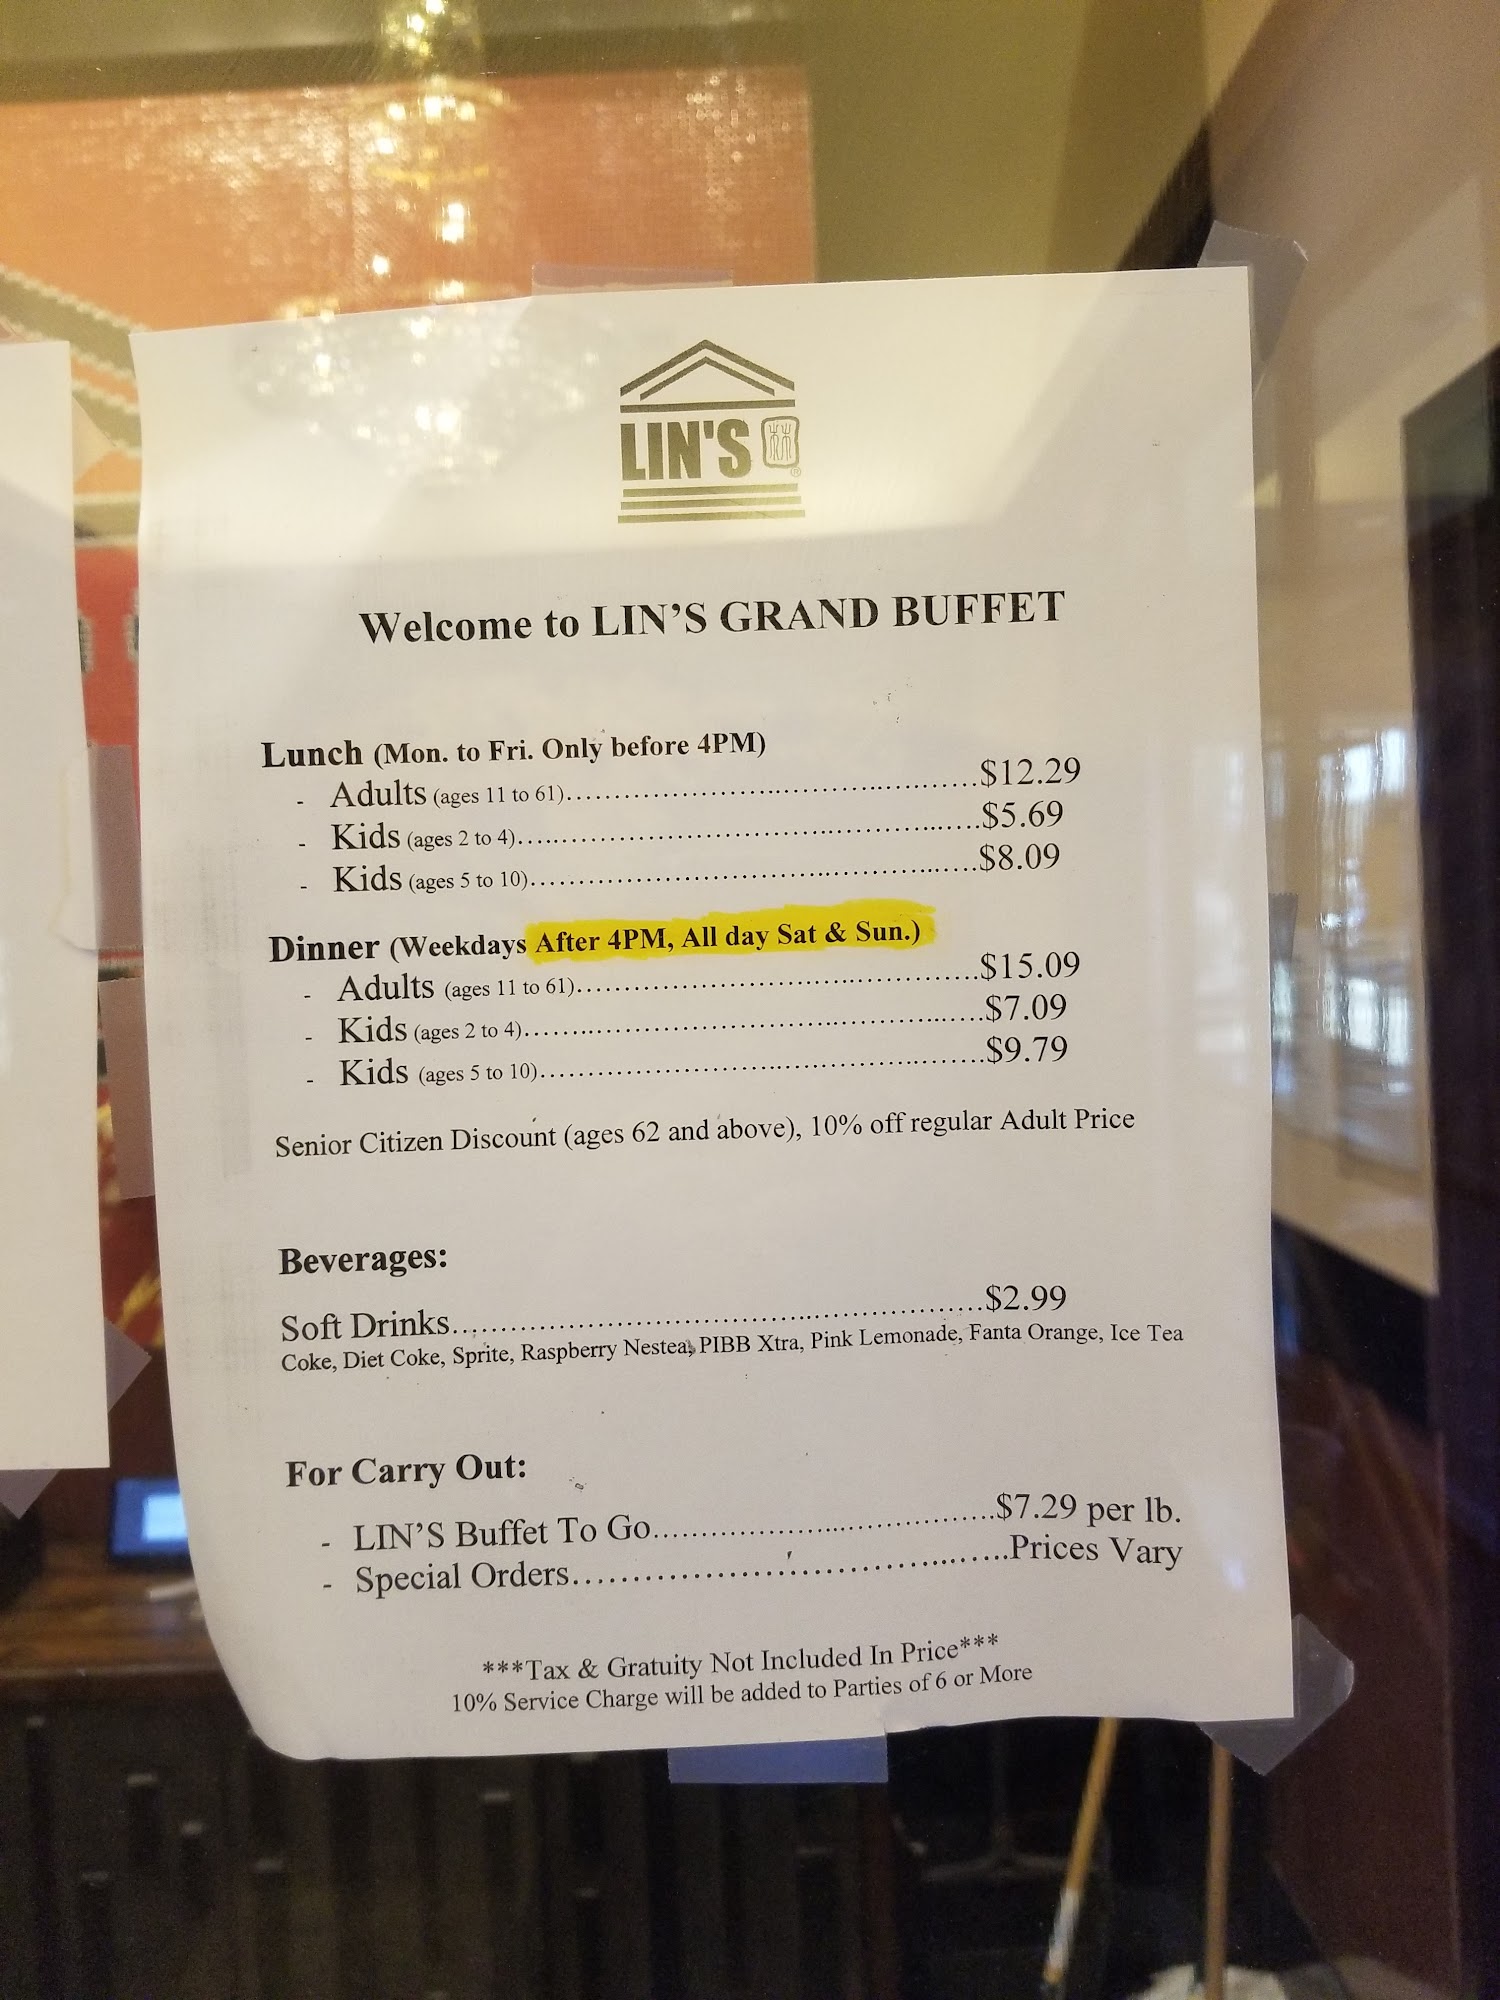 LIN'S
Welcome to LIN'S GRAND BUFFET
Lunch (Mon. to Fri. Only before 4PM)
- Adults (ages 11 to 61)....................................................$12.29
- Kids (ages 2 to 4)....................................................$5.69
- Kids (ages 5 to 10)....................................................$8.09
Dinner (Weekdays After 4PM, All day Sat & Sun.)
- Adults (ages 11 to 61)....................................................$15.09
- Kids (ages 2 to 4)....................................................$7.09
- Kids (ages 5 to 10)....................................................$9.79
Senior Citizen Discount (ages 62 and above), 10% off regular Adult Price
Beverages:
Soft Drinks....................................................$2.99
Coke, Diet Coke, Sprite, Raspberry Nestea, PIBB Xtra, Pink Lemonade, Fanta Orange, Ice Tea
For Carry Out:
- LIN'S Buffet To Go....................................$7.29 per lb.
- Special Orders............................................Prices Vary
***Tax & Gratuity Not Included In Price***
10% Service Charge will be added to Parties of 6 or More